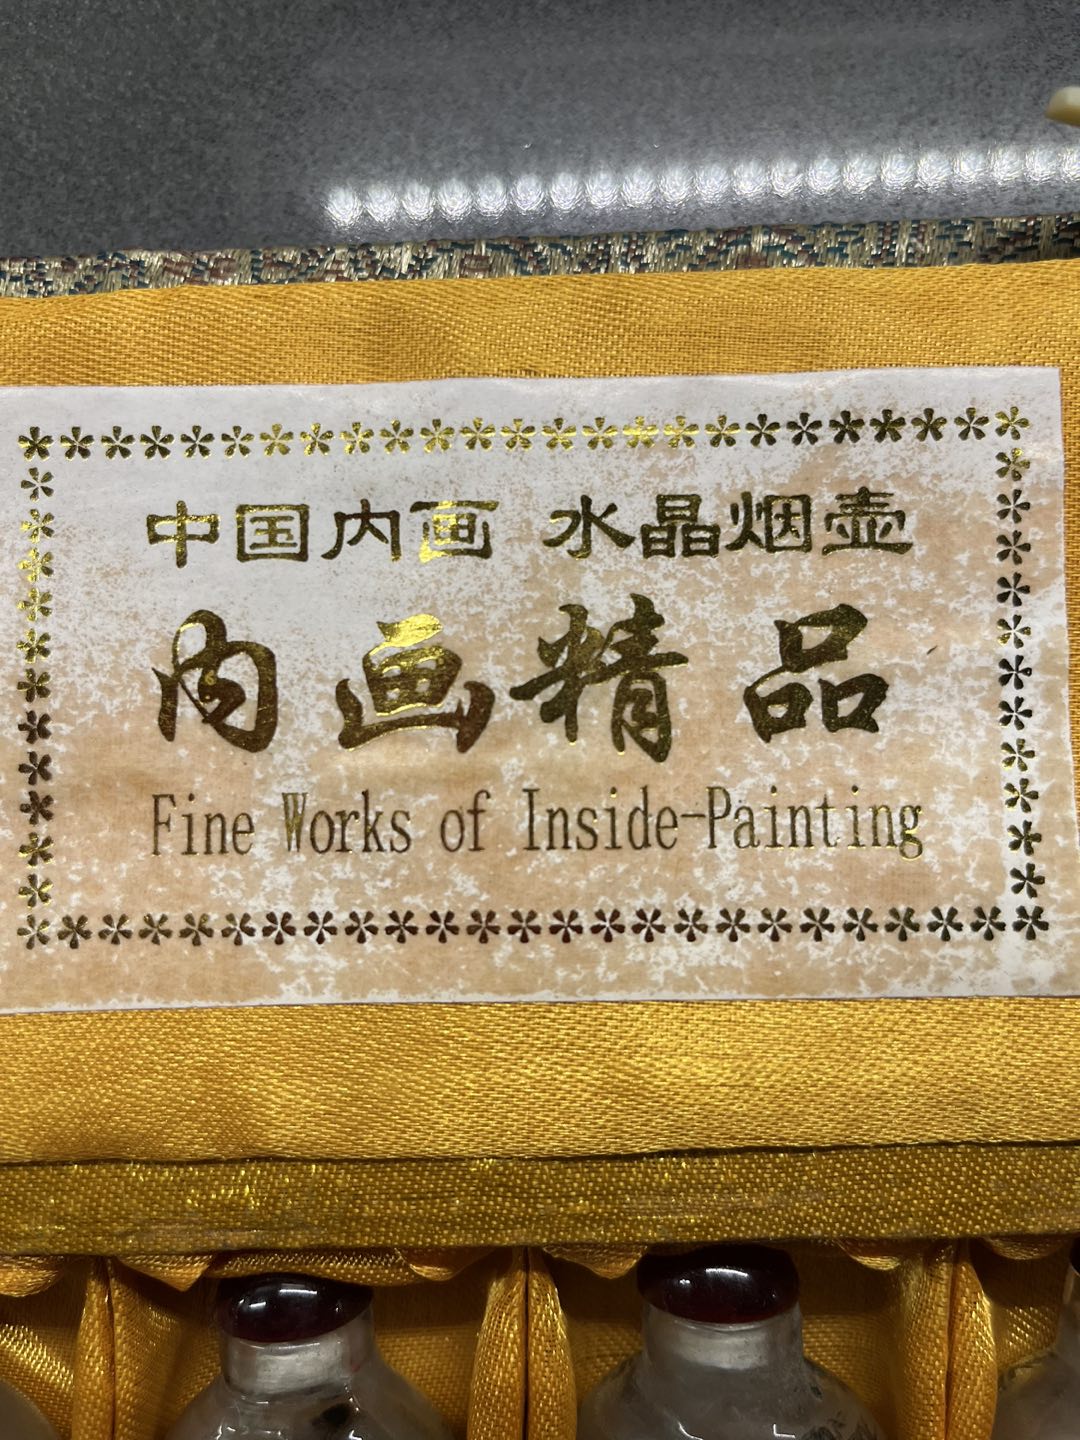 中国内画 水晶烟壶
内画精品
Fine Works of Inside-Painting